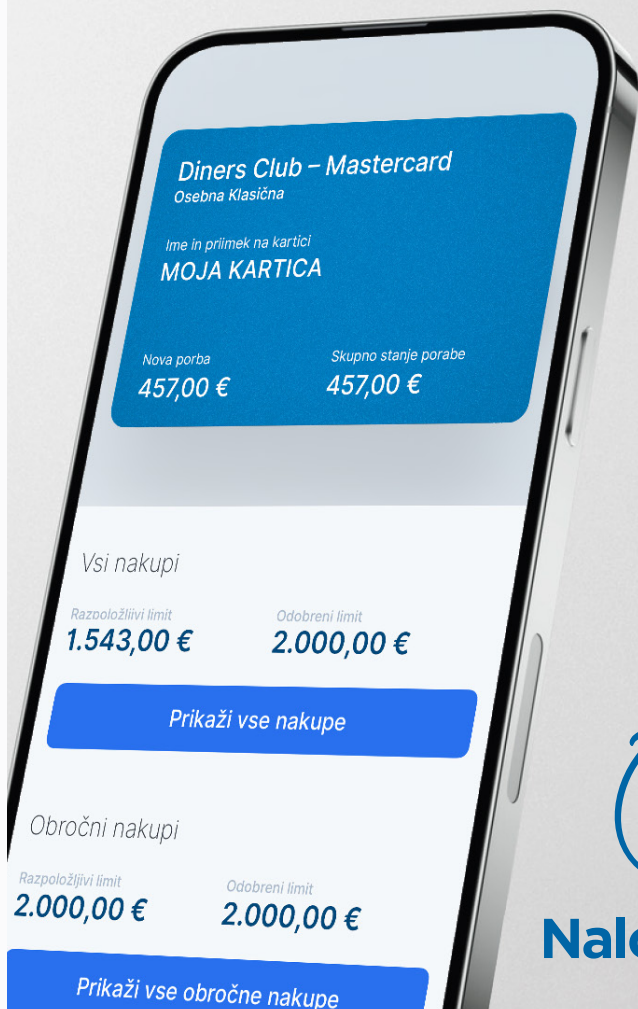 Diners Club – Mastercard
Osebna Klasična
Ime in priimek na kartici
MOJA KARTICA
Nova porba
Skupno stanje porabe
457,00 €
457,00 €
Vsi nakupi
Razpoložljivi limit
Odobreni limit
1.543,00 €
2.000,00 €
Prikaži vse nakupe
Obročni nakupi
Razpoložljivi limit
Odobreni limit
2.000,00 €
2.000,00 €
Prikaži vse obročne nakupe